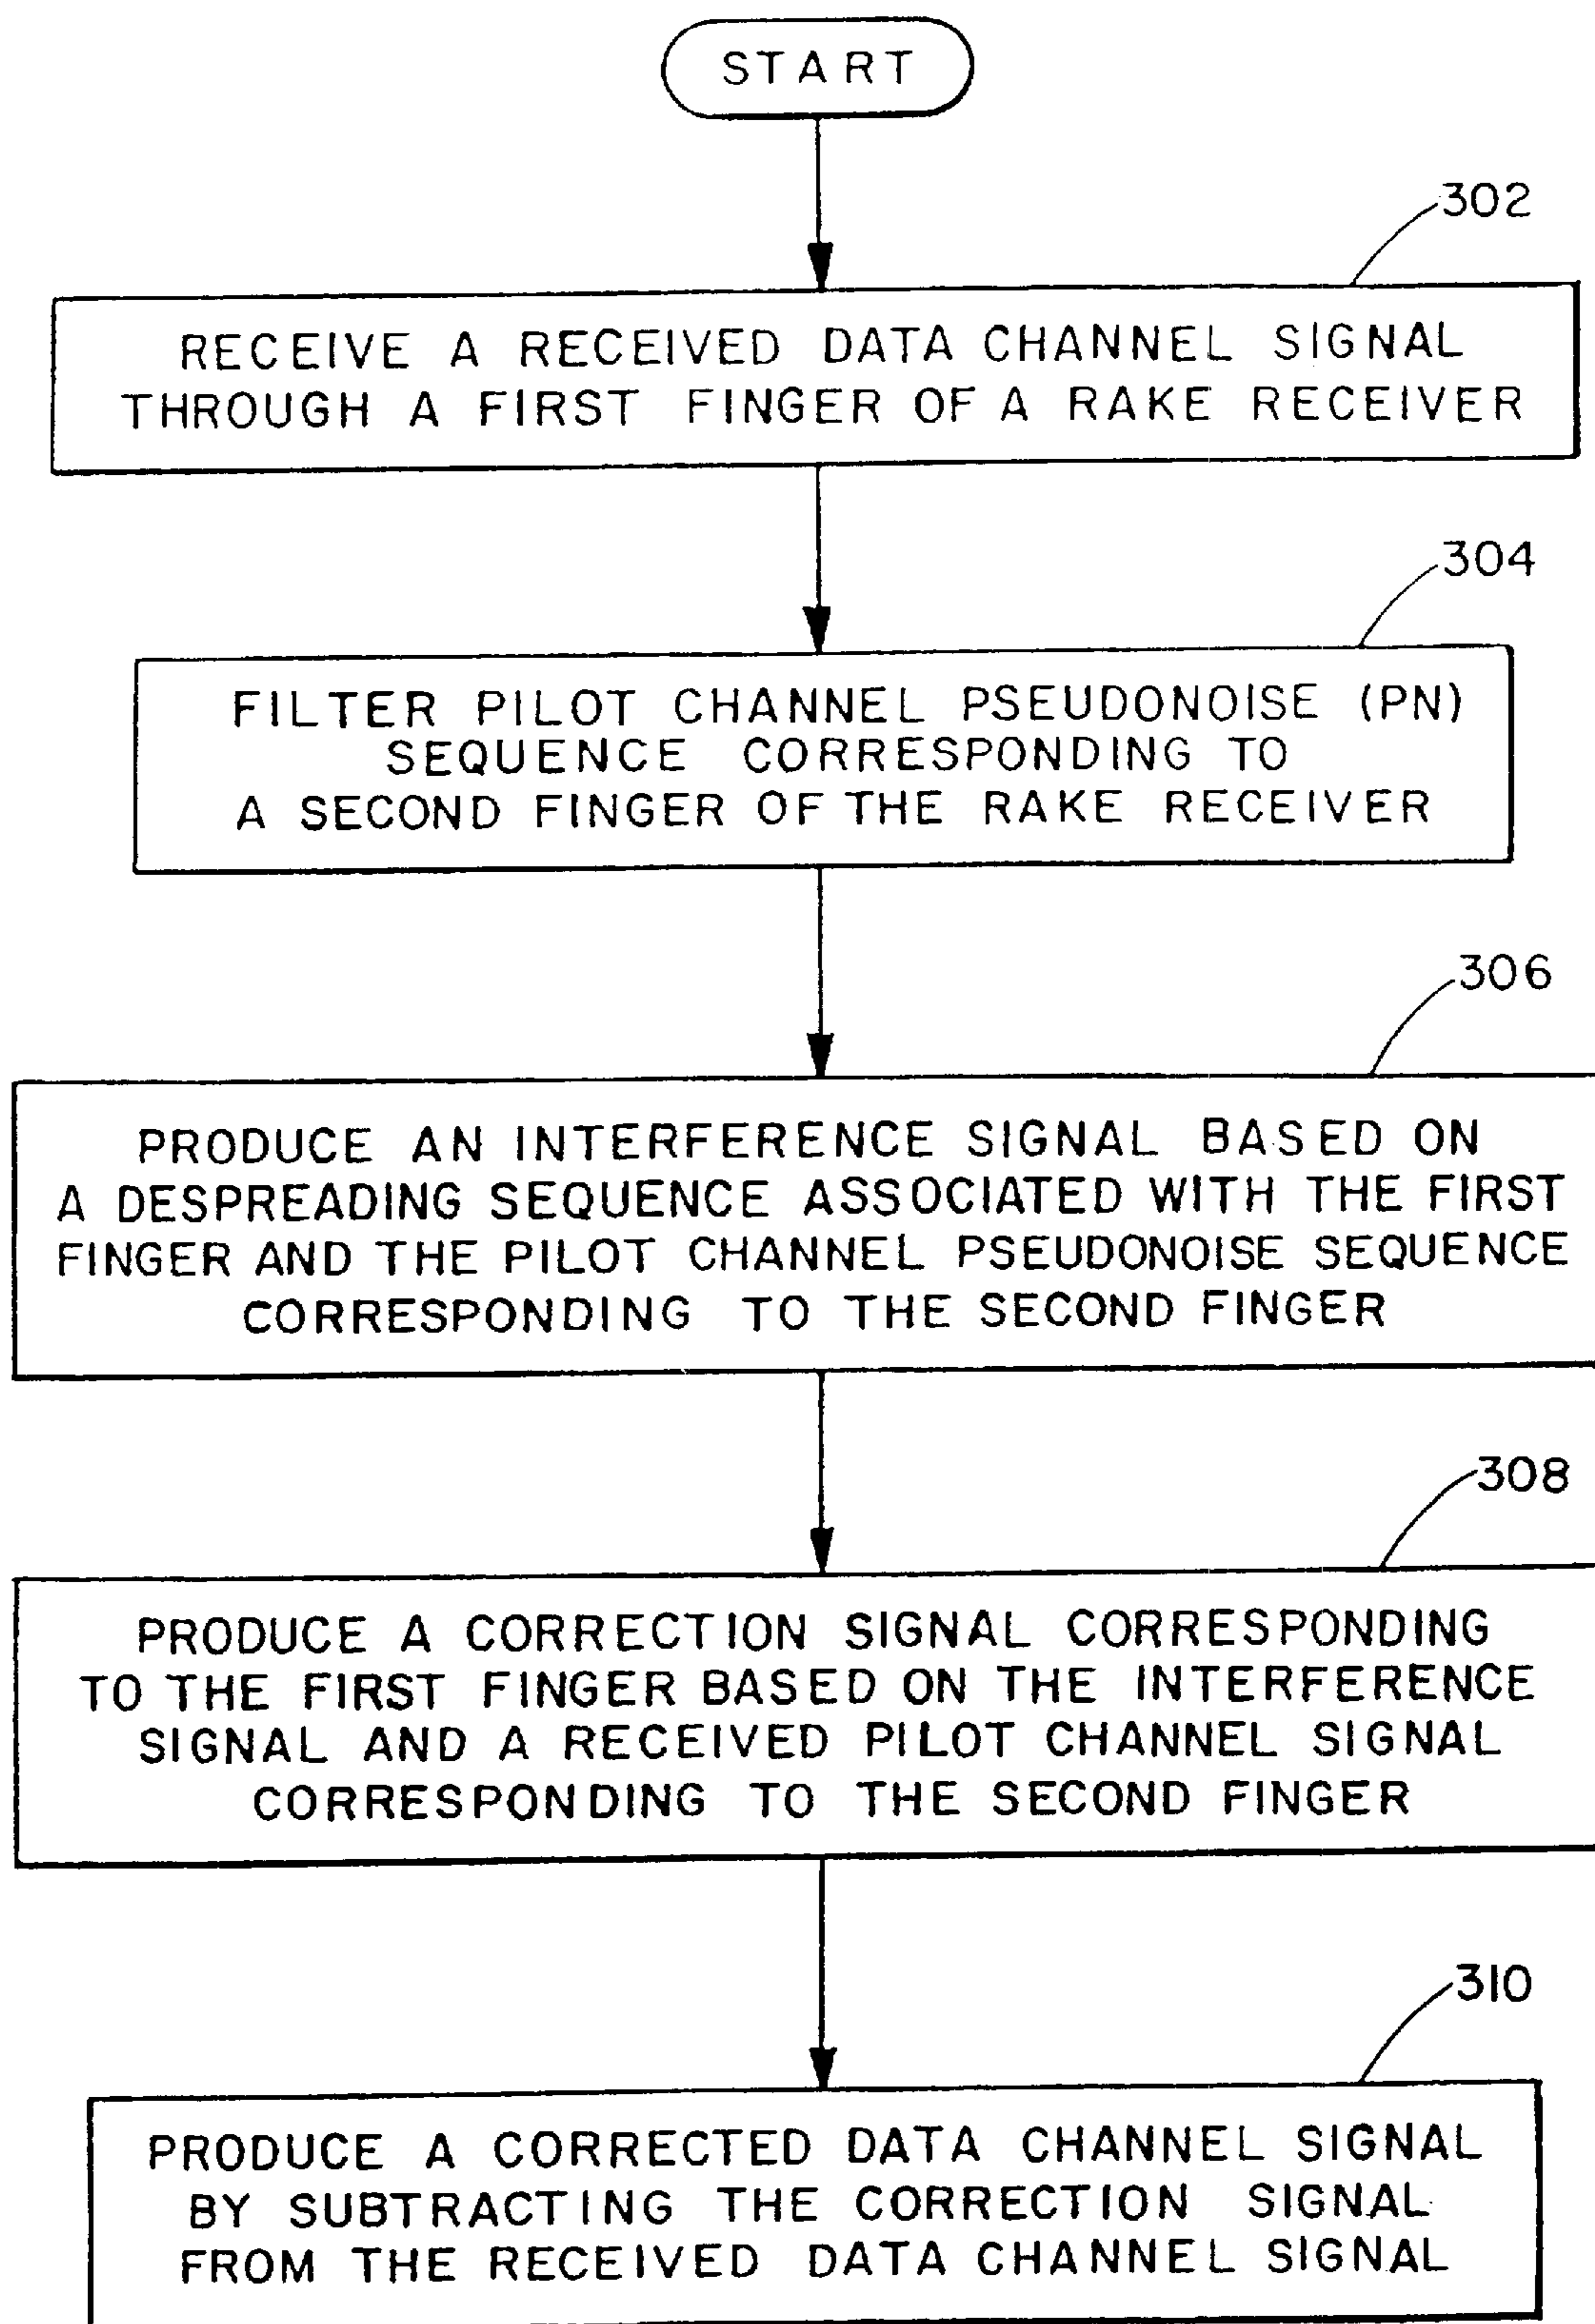 START
302
RECEIVE A RECEIVED DATA CHANNEL SIGNAL
THROUGH A FIRST FINGER OF A RAKE RECEIVER
304
FILTER PILOT CHANNEL PSEUDONOISE (PN)
SEQUENCE CORRESPONDING TO
A SECOND FINGER OF THE RAKE RECEIVER
306
PRODUCE AN INTERFERENCE SIGNAL BASED ON
A DESPREADING SEQUENCE ASSOCIATED WITH THE FIRST
FINGER AND THE PILOT CHANNEL PSEUDONOISE SEQUENCE
CORRESPONDING TO THE SECOND FINGER
308
PRODUCE A CORRECTION SIGNAL CORRESPONDING
TO THE FIRST FINGER BASED ON THE INTERFERENCE
SIGNAL AND A RECEIVED PILOT CHANNEL SIGNAL
CORRESPONDING TO THE SECOND FINGER
310
PRODUCE A CORRECTED DATA CHANNEL SIGNAL
BY SUBTRACTING THE CORRECTION SIGNAL
FROM THE RECEIVED DATA CHANNEL SIGNAL